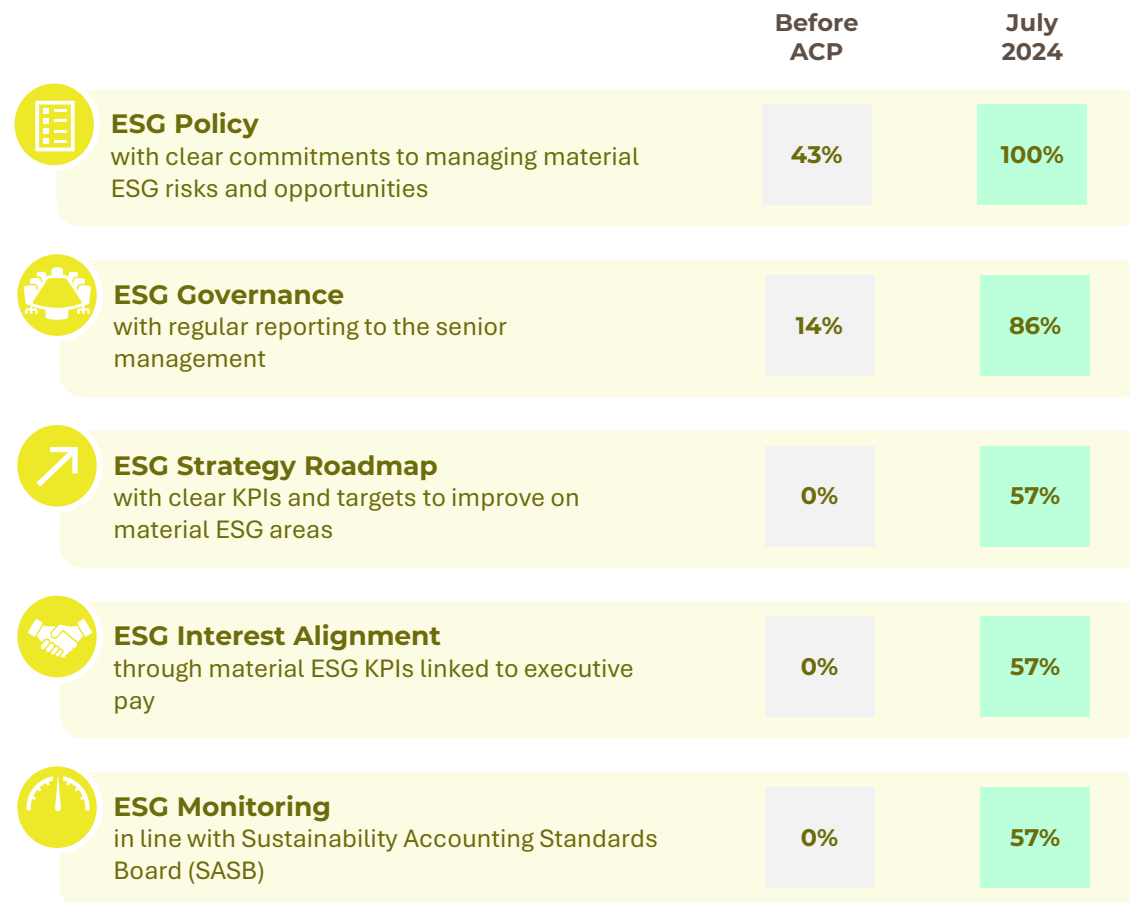 Before
ACP
July
2024
ESG Policy
with clear commitments to managing material
ESG risks and opportunities
43%
100%
ESG Governance
with regular reporting to the senior
management
14%
86%
ESG Strategy Roadmap
with clear KPIs and targets to improve on
material ESG areas
0%
57%
ESG Interest Alignment
through material ESG KPIs linked to executive
pay
0%
57%
ESG Monitoring
in line with Sustainability Accounting Standards
Board (SASB)
0%
57%